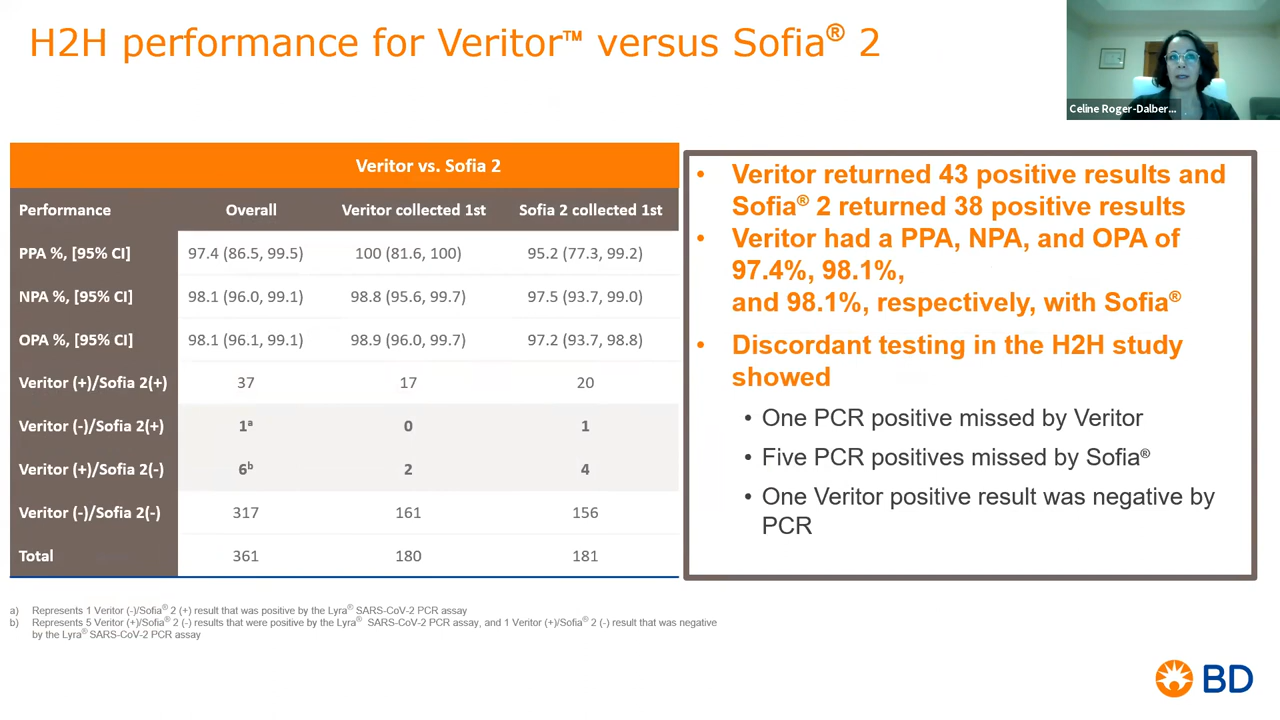 H2H performance for Veritor™ versus Sofia® 2
Celine Roger-Dalber...
Veritor vs. Sofia 2
Performance Overall Veritor collected 1st Sofia 2 collected 1st
PPA %, [95% CI] 97.4 (86.5, 99.5) 100 (81.6, 100) 95.2 (77.3, 99.2)
NPA %, [95% CI] 98.1 (96.0, 99.1) 98.8 (95.6, 99.7) 97.5 (93.7, 99.0)
OPA %, [95% CI] 98.1 (96.1, 99.1) 98.9 (96.0, 99.7) 97.2 (93.7, 98.8)
Veritor (+)/Sofia 2(+) 37 17 20
Veritor (-)/Sofia 2(+) 1ᵃ 0 1
Veritor (+)/Sofia 2(-) 6ᵇ 2 4
Veritor (-)/Sofia 2(-) 317 161 156
Total 361 180 181
a) Represents 1 Veritor (-)/Sofia® 2 (+) result that was positive by the Lyra® SARS-CoV-2 PCR assay
b) Represents 5 Veritor (+)/Sofia® 2 (-) results that were positive by the Lyra® SARS-CoV-2 PCR assay, and 1 Veritor (+)/Sofia® 2 (-) result that was negative
by the Lyra® SARS-CoV-2 PCR assay
• Veritor returned 43 positive results and
Sofia® 2 returned 38 positive results
• Veritor had a PPA, NPA, and OPA of
97.4%, 98.1%,
and 98.1%, respectively, with Sofia®
• Discordant testing in the H2H study
showed
• One PCR positive missed by Veritor
• Five PCR positives missed by Sofia®
• One Veritor positive result was negative by
PCR
BD